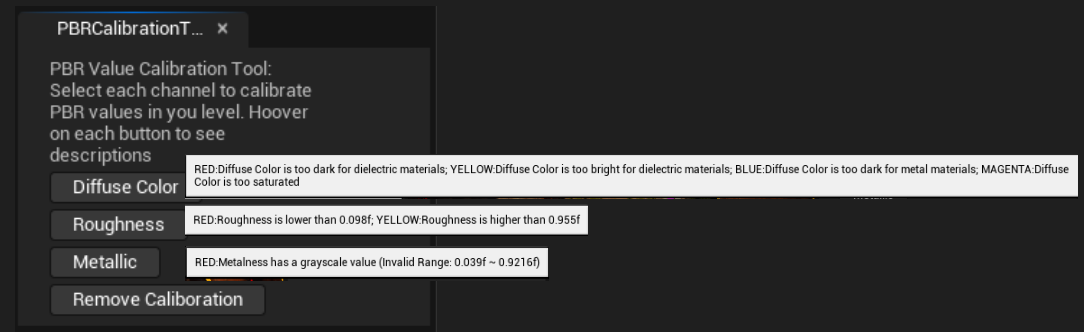 PBRCalibrationT... ×
PBR Value Calibration Tool:
Select each channel to calibrate
PBR values in you level. Hoover
on each button to see
descriptions
RED:Diffuse Color is too dark for dielectric materials; YELLOW:Diffuse Color is too bright for dielectric materials; BLUE:Diffuse Color is too dark for metal materials; MAGENTA:Diffuse
Color is too saturated
Diffuse Color
Roughness
RED:Roughness is lower than 0.098f; YELLOW:Roughness is higher than 0.955f
Metallic
RED:Metalness has a grayscale value (Invalid Range: 0.039f ~ 0.9216f)
Remove Caliboration